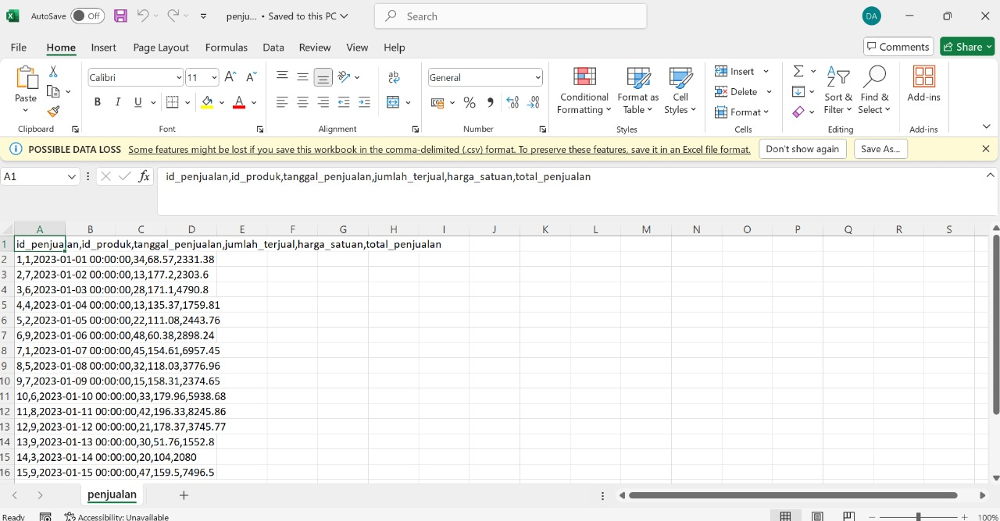 AutoSave Off penju... • Saved to this PC Search DA
File Home Insert Page Layout Formulas Data Review View Help Comments Share
Paste Calibri 11 General Conditional Formatting Format as Table Cell Styles Insert Delete Format Sort & Filter Find & Select Add-ins
Clipboard Font Alignment Number Styles Cells Editing Add-ins
POSSIBLE DATA LOSS Some features might be lost if you save this workbook in the comma-delimited (.csv) format. To preserve these features, save it in an Excel file format. Don't show again Save As...
A1 fx id_penjualan,id_produk,tanggal_penjualan,jumlah_terjual,harga_satuan,total_penjualan
A B C D E F G H I J K L M N O P Q R S
1 id_penjualan,id_produk,tanggal_penjualan,jumlah_terjual,harga_satuan,total_penjualan
2 1,1,2023-01-01 00:00:00,34,68.57,2331.38
3 2,7,2023-01-02 00:00:00,13,177.2,2303.6
4 3,6,2023-01-03 00:00:00,28,171.1,4790.8
5 4,4,2023-01-04 00:00:00,13,135.37,1759.81
6 5,2,2023-01-05 00:00:00,22,111.08,2443.76
7 6,9,2023-01-06 00:00:00,48,60.38,2898.24
8 7,1,2023-01-07 00:00:00,45,154.61,6957.45
9 8,5,2023-01-08 00:00:00,32,118.03,3776.96
10 9,7,2023-01-09 00:00:00,15,158.31,2374.65
11 10,6,2023-01-10 00:00:00,33,179.96,5938.68
12 11,8,2023-01-11 00:00:00,42,196.33,8245.86
13 12,9,2023-01-12 00:00:00,21,178.37,3745.77
14 13,9,2023-01-13 00:00:00,30,51.76,1552.8
15 14,3,2023-01-14 00:00:00,20,104,2080
16 15,9,2023-01-15 00:00:00,47,159.5,7496.5
penjualan
Ready Accessibility: Unavailable 100%